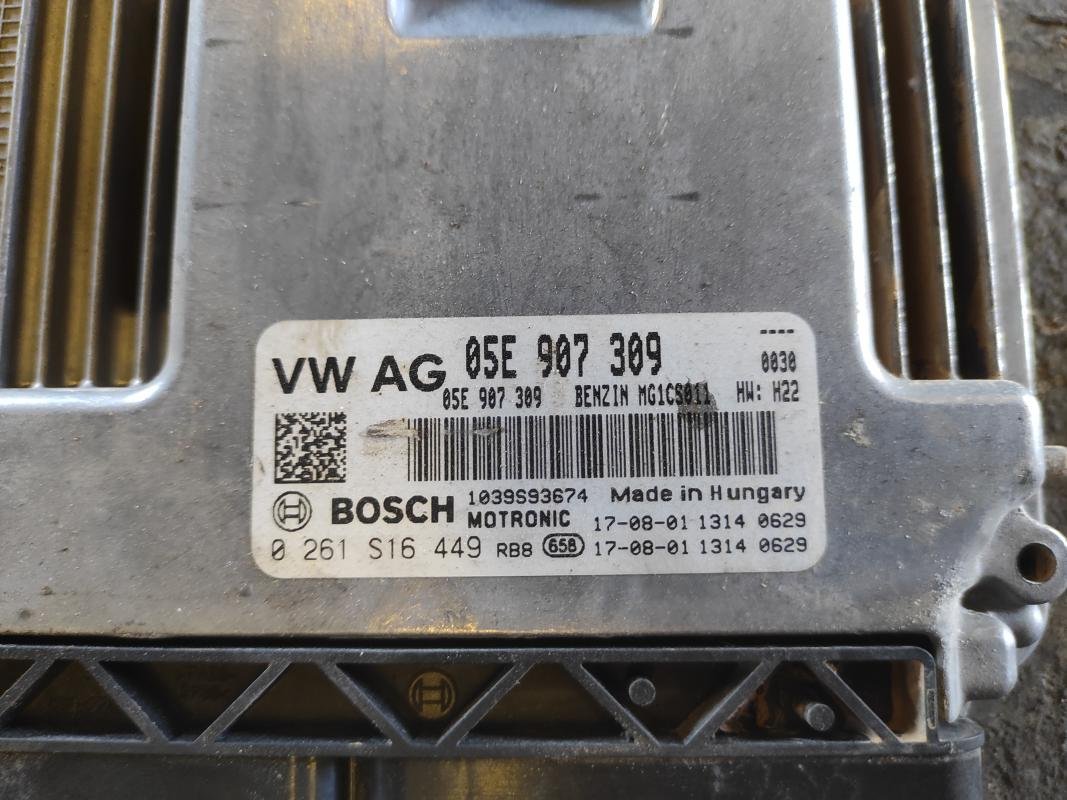 VW AG 05E 907 309 ----
0030
05E 907 309 BENZIN MG1CS011 HW: H22
BOSCH 1039S93674 Made in Hungary
MOTRONIC 17-08-01 1314 0629
0 261 S16 449 RB8 658 17-08-01 1314 0629